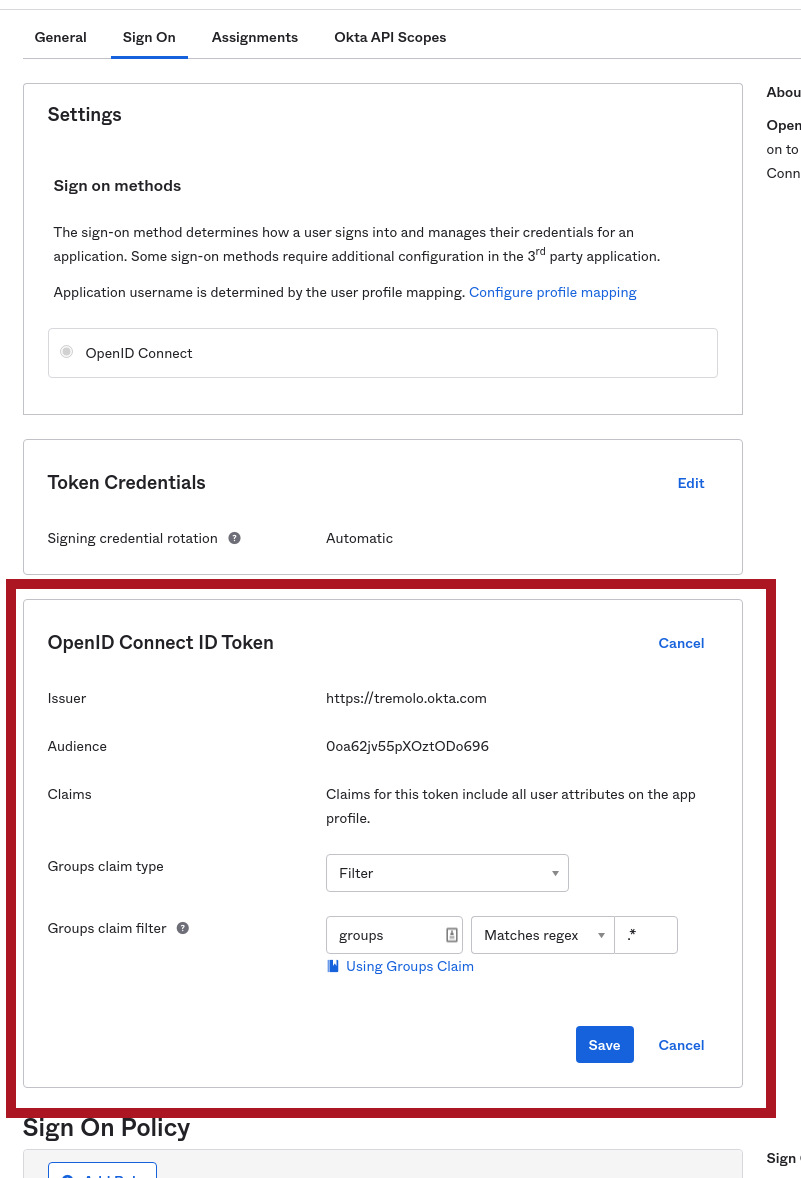 General Sign On Assignments Okta API Scopes
Settings
Sign on methods
The sign-on method determines how a user signs into and manages their credentials for an
application. Some sign-on methods require additional configuration in the 3rd party application.
Application username is determined by the user profile mapping. Configure profile mapping
OpenID Connect
Abou
Open
on to
Conn
Token Credentials Edit
Signing credential rotation ? Automatic
OpenID Connect ID Token Cancel
Issuer https://tremolo.okta.com
Audience 0oa62jv55pXOztODo696
Claims Claims for this token include all user attributes on the app
profile.
Groups claim type Filter
Groups claim filter ? groups Matches regex .*
Using Groups Claim
Save Cancel
Sign On Policy
Sign